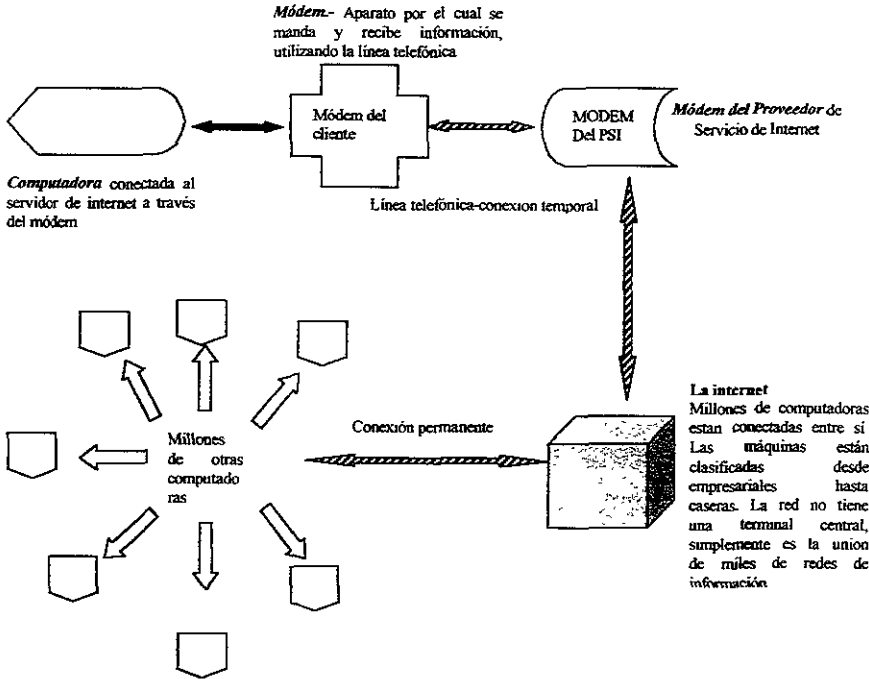 Módem.- Aparato por el cual se
manda y recibe información,
utilizando la línea telefónica
Módem del
cliente
MODEM
Del PSI
Módem del Proveedor de
Servicio de Internet
Computadora conectada al
servidor de internet a través
del módem
Línea telefónica-conexion temporal
Millones
de otras
computado
ras
Conexión permanente
La internet
Millones de computadoras
estan conectadas entre sí
Las máquinas están
clasificadas desde
empresariales hasta
caseras. La red no tiene
una terminal central,
simplemente es la union
de miles de redes de
información